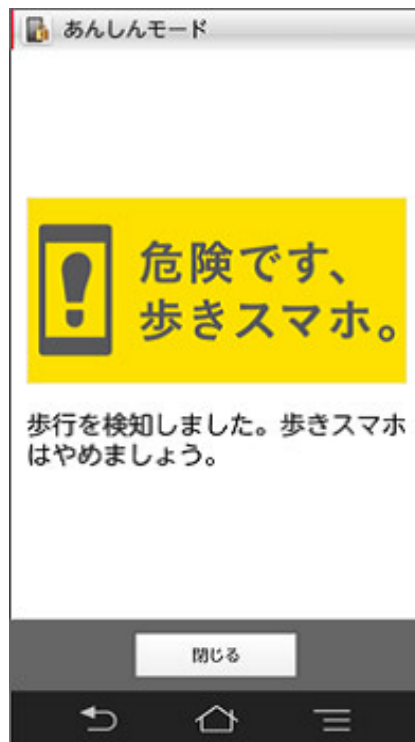 あんしんモード
危険です、
歩きスマホ。
歩行を検知しました。歩きスマホ
はやめましょう。
閉じる